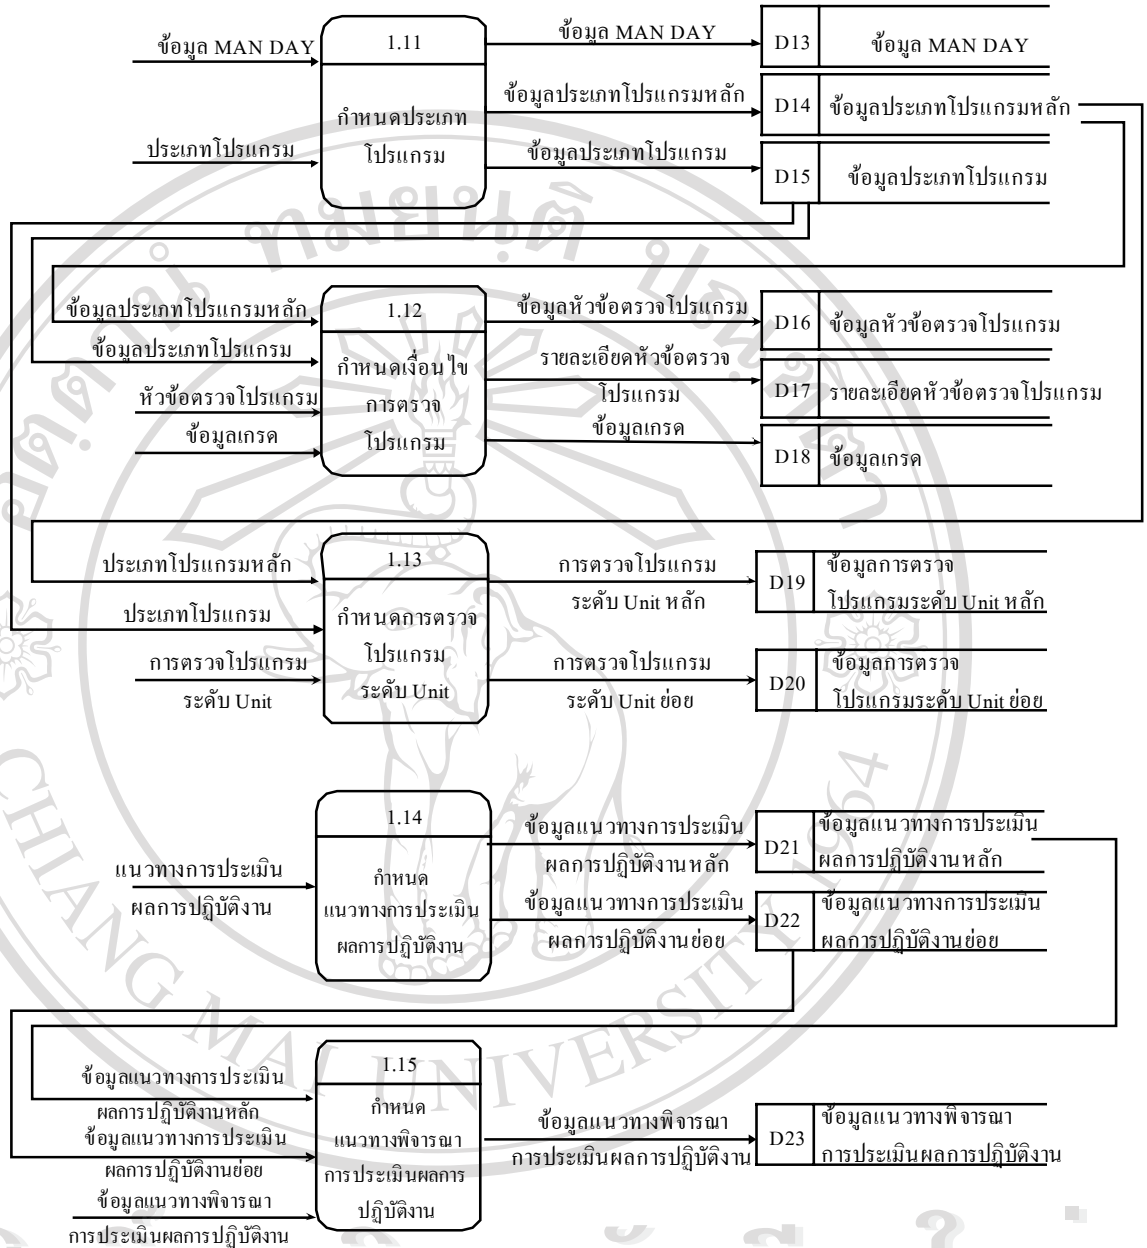 ข้อมูล MAN DAY
1.11
ข้อมูล MAN DAY
D13
ข้อมูล MAN DAY
ข้อมูลประเภทโปรแกรมหลัก
D14
ข้อมูลประเภทโปรแกรมหลัก
กำหนดประเภท
โปรแกรม
ประเภทโปรแกรม
ข้อมูลประเภทโปรแกรม
D15
ข้อมูลประเภทโปรแกรม
ข้อมูลประเภทโปรแกรมหลัก
ข้อมูลประเภทโปรแกรม
หัวข้อตรวจโปรแกรม
ข้อมูลเกรด
1.12
กำหนดเงื่อนไข
การตรวจ
โปรแกรม
ข้อมูลหัวข้อตรวจโปรแกรม
D16
ข้อมูลหัวข้อตรวจโปรแกรม
รายละเอียดหัวข้อตรวจ
โปรแกรม
D17
รายละเอียดหัวข้อตรวจโปรแกรม
ข้อมูลเกรด
D18
ข้อมูลเกรด
ประเภทโปรแกรมหลัก
ประเภทโปรแกรม
การตรวจโปรแกรม
ระดับ Unit
1.13
กำหนดการตรวจ
โปรแกรม
ระดับ Unit
การตรวจโปรแกรม
ระดับ Unit หลัก
D19
ข้อมูลการตรวจ
โปรแกรมระดับ Unit หลัก
การตรวจโปรแกรม
ระดับ Unit ย่อย
D20
ข้อมูลการตรวจ
โปรแกรมระดับ Unit ย่อย
แนวทางการประเมิน
ผลการปฏิบัติงาน
1.14
กำหนด
แนวทางการประเมิน
ผลการปฏิบัติงาน
ข้อมูลแนวทางการประเมิน
ผลการปฏิบัติงานหลัก
D21
ข้อมูลแนวทางการประเมิน
ผลการปฏิบัติงานหลัก
ข้อมูลแนวทางการประเมิน
ผลการปฏิบัติงานย่อย
D22
ข้อมูลแนวทางการประเมิน
ผลการปฏิบัติงานย่อย
ข้อมูลแนวทางการประเมิน
ผลการปฏิบัติงานหลัก
ข้อมูลแนวทางการประเมิน
ผลการปฏิบัติงานย่อย
ข้อมูลแนวทางพิจารณา
การประเมินผลการปฏิบัติงาน
1.15
กำหนด
แนวทางพิจารณา
การประเมินผลการ
ปฏิบัติงาน
ข้อมูลแนวทางพิจารณา
การประเมินผลการปฏิบัติงาน
D23
ข้อมูลแนวทางพิจารณา
การประเมินผลการปฏิบัติงาน
CHIANG MAI UNIVERSITY 1964